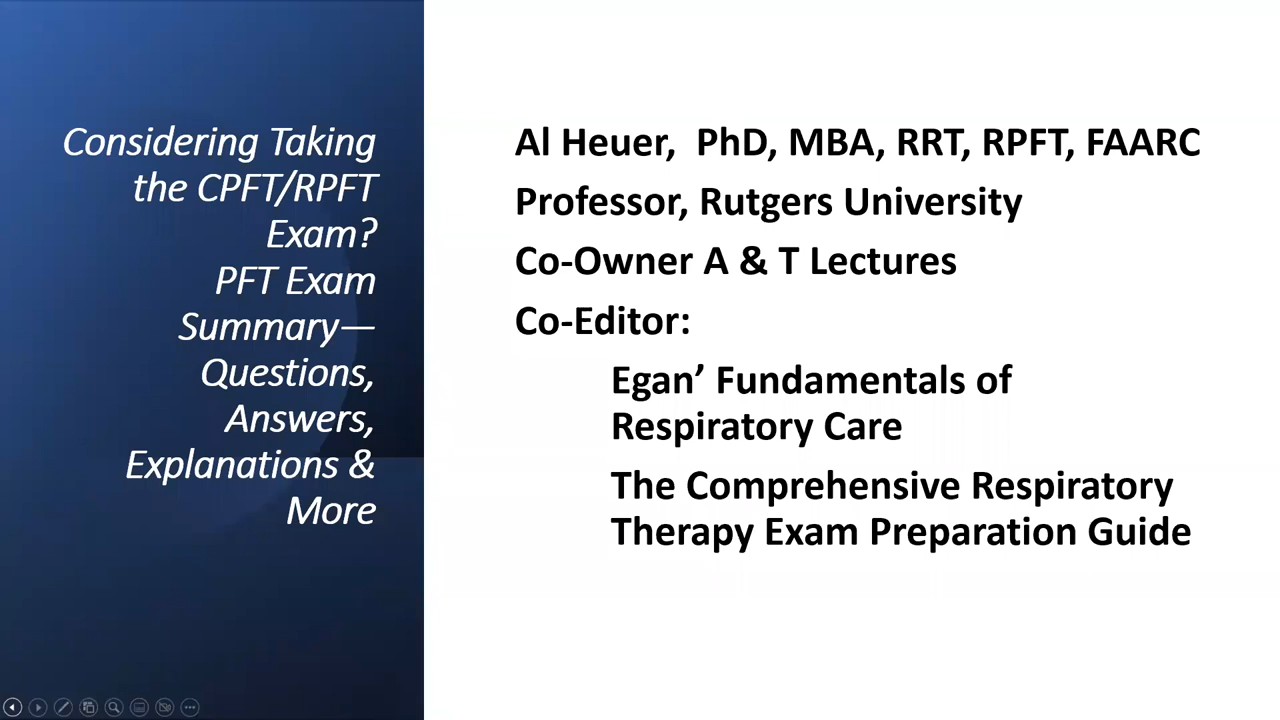 Considering Taking
the CPFT/RPFT
Exam?
PFT Exam
Summary—
Questions,
Answers,
Explanations &
More
Al Heuer,  PhD, MBA, RRT, RPFT, FAARC
Professor, Rutgers University
Co-Owner A & T Lectures
Co-Editor:
Egan’ Fundamentals of
Respiratory Care
The Comprehensive Respiratory
Therapy Exam Preparation Guide